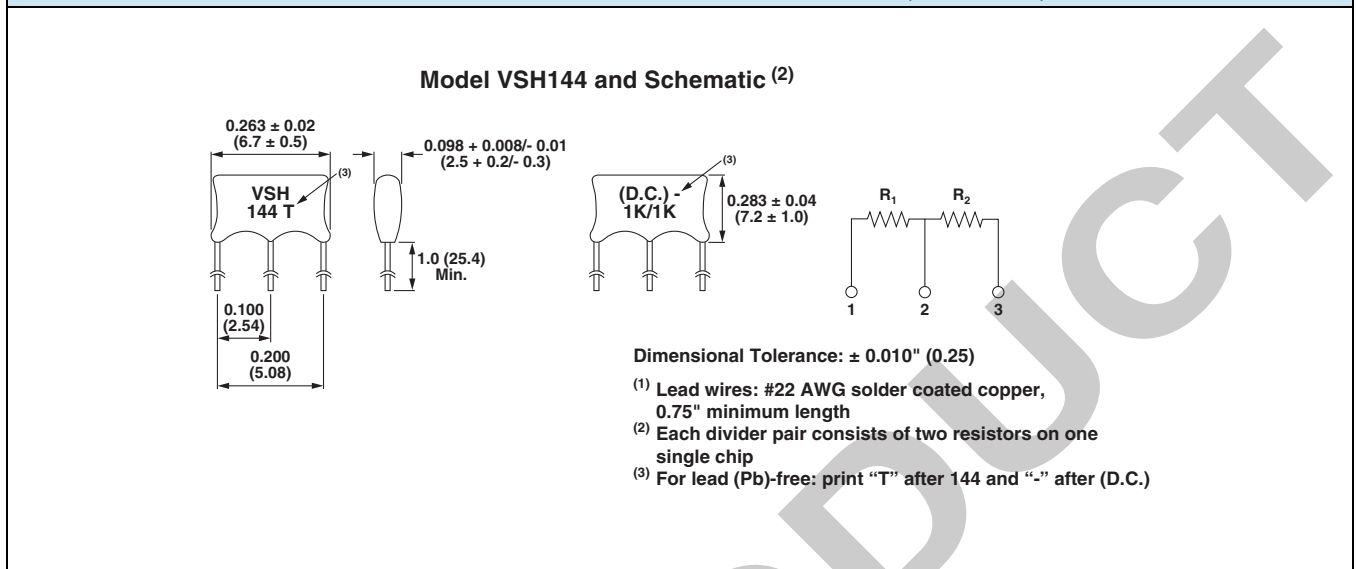 Model VSH144 and Schematic (2)
0.263 ± 0.02
(6.7 ± 0.5)
0.098 + 0.008/- 0.01
(2.5 + 0.2/- 0.3)
(3)
VSH
144 T
1.0 (25.4)
Min.
0.100
(2.54)
0.200
(5.08)
(3)
(D.C.) -
1K/1K
0.283 ± 0.04
(7.2 ± 1.0)
R1 R2
1 2 3
Dimensional Tolerance: ± 0.010" (0.25)
(1) Lead wires: #22 AWG solder coated copper,
0.75" minimum length
(2) Each divider pair consists of two resistors on one
single chip
(3) For lead (Pb)-free: print “T” after 144 and “-” after (D.C.)
DUCT